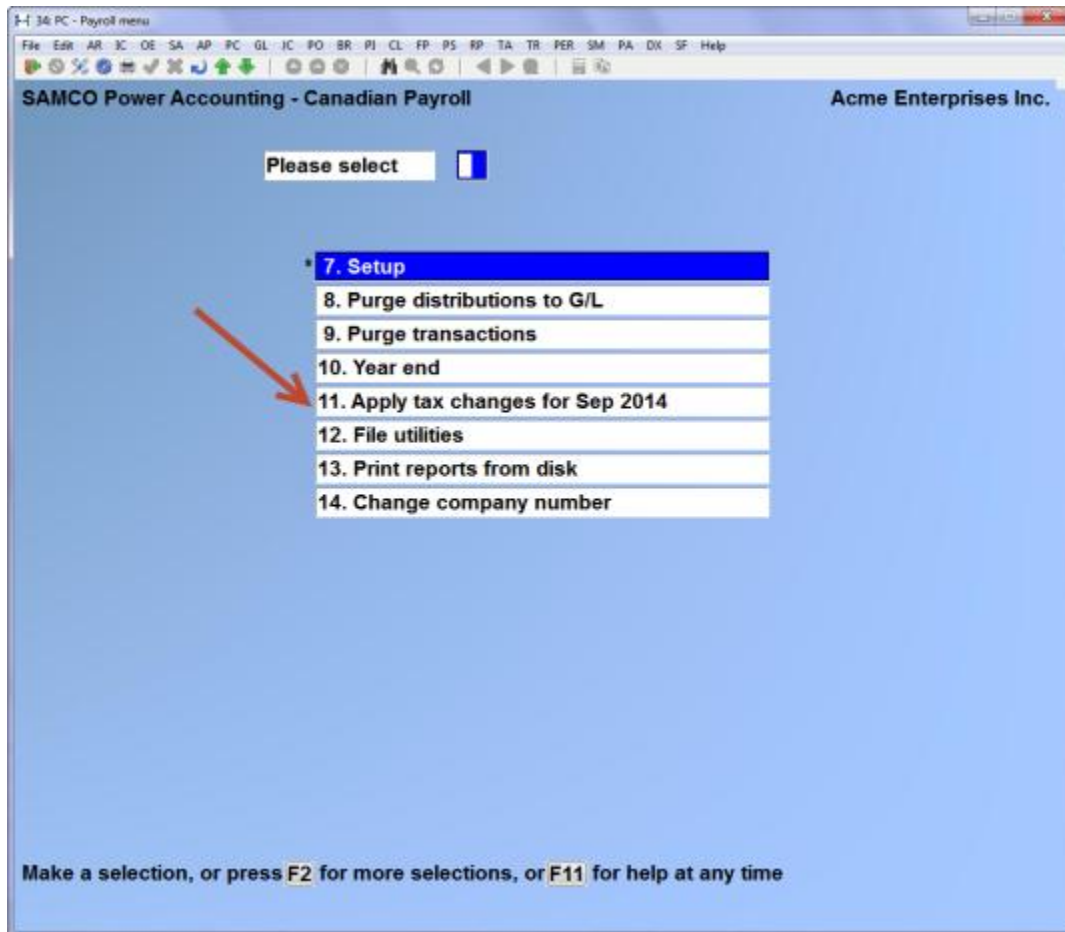 34: PC - Payroll menu
File Edit AR IC OE SA AP PC GL JC PO BR PI CL FP PS RP TA TR PER SM PA DX SF Help
SAMCO Power Accounting - Canadian Payroll Acme Enterprises Inc.
Please select
* 7. Setup
8. Purge distributions to G/L
9. Purge transactions
10. Year end
11. Apply tax changes for Sep 2014
12. File utilities
13. Print reports from disk
14. Change company number
Make a selection, or press F2 for more selections, or F11 for help at any time